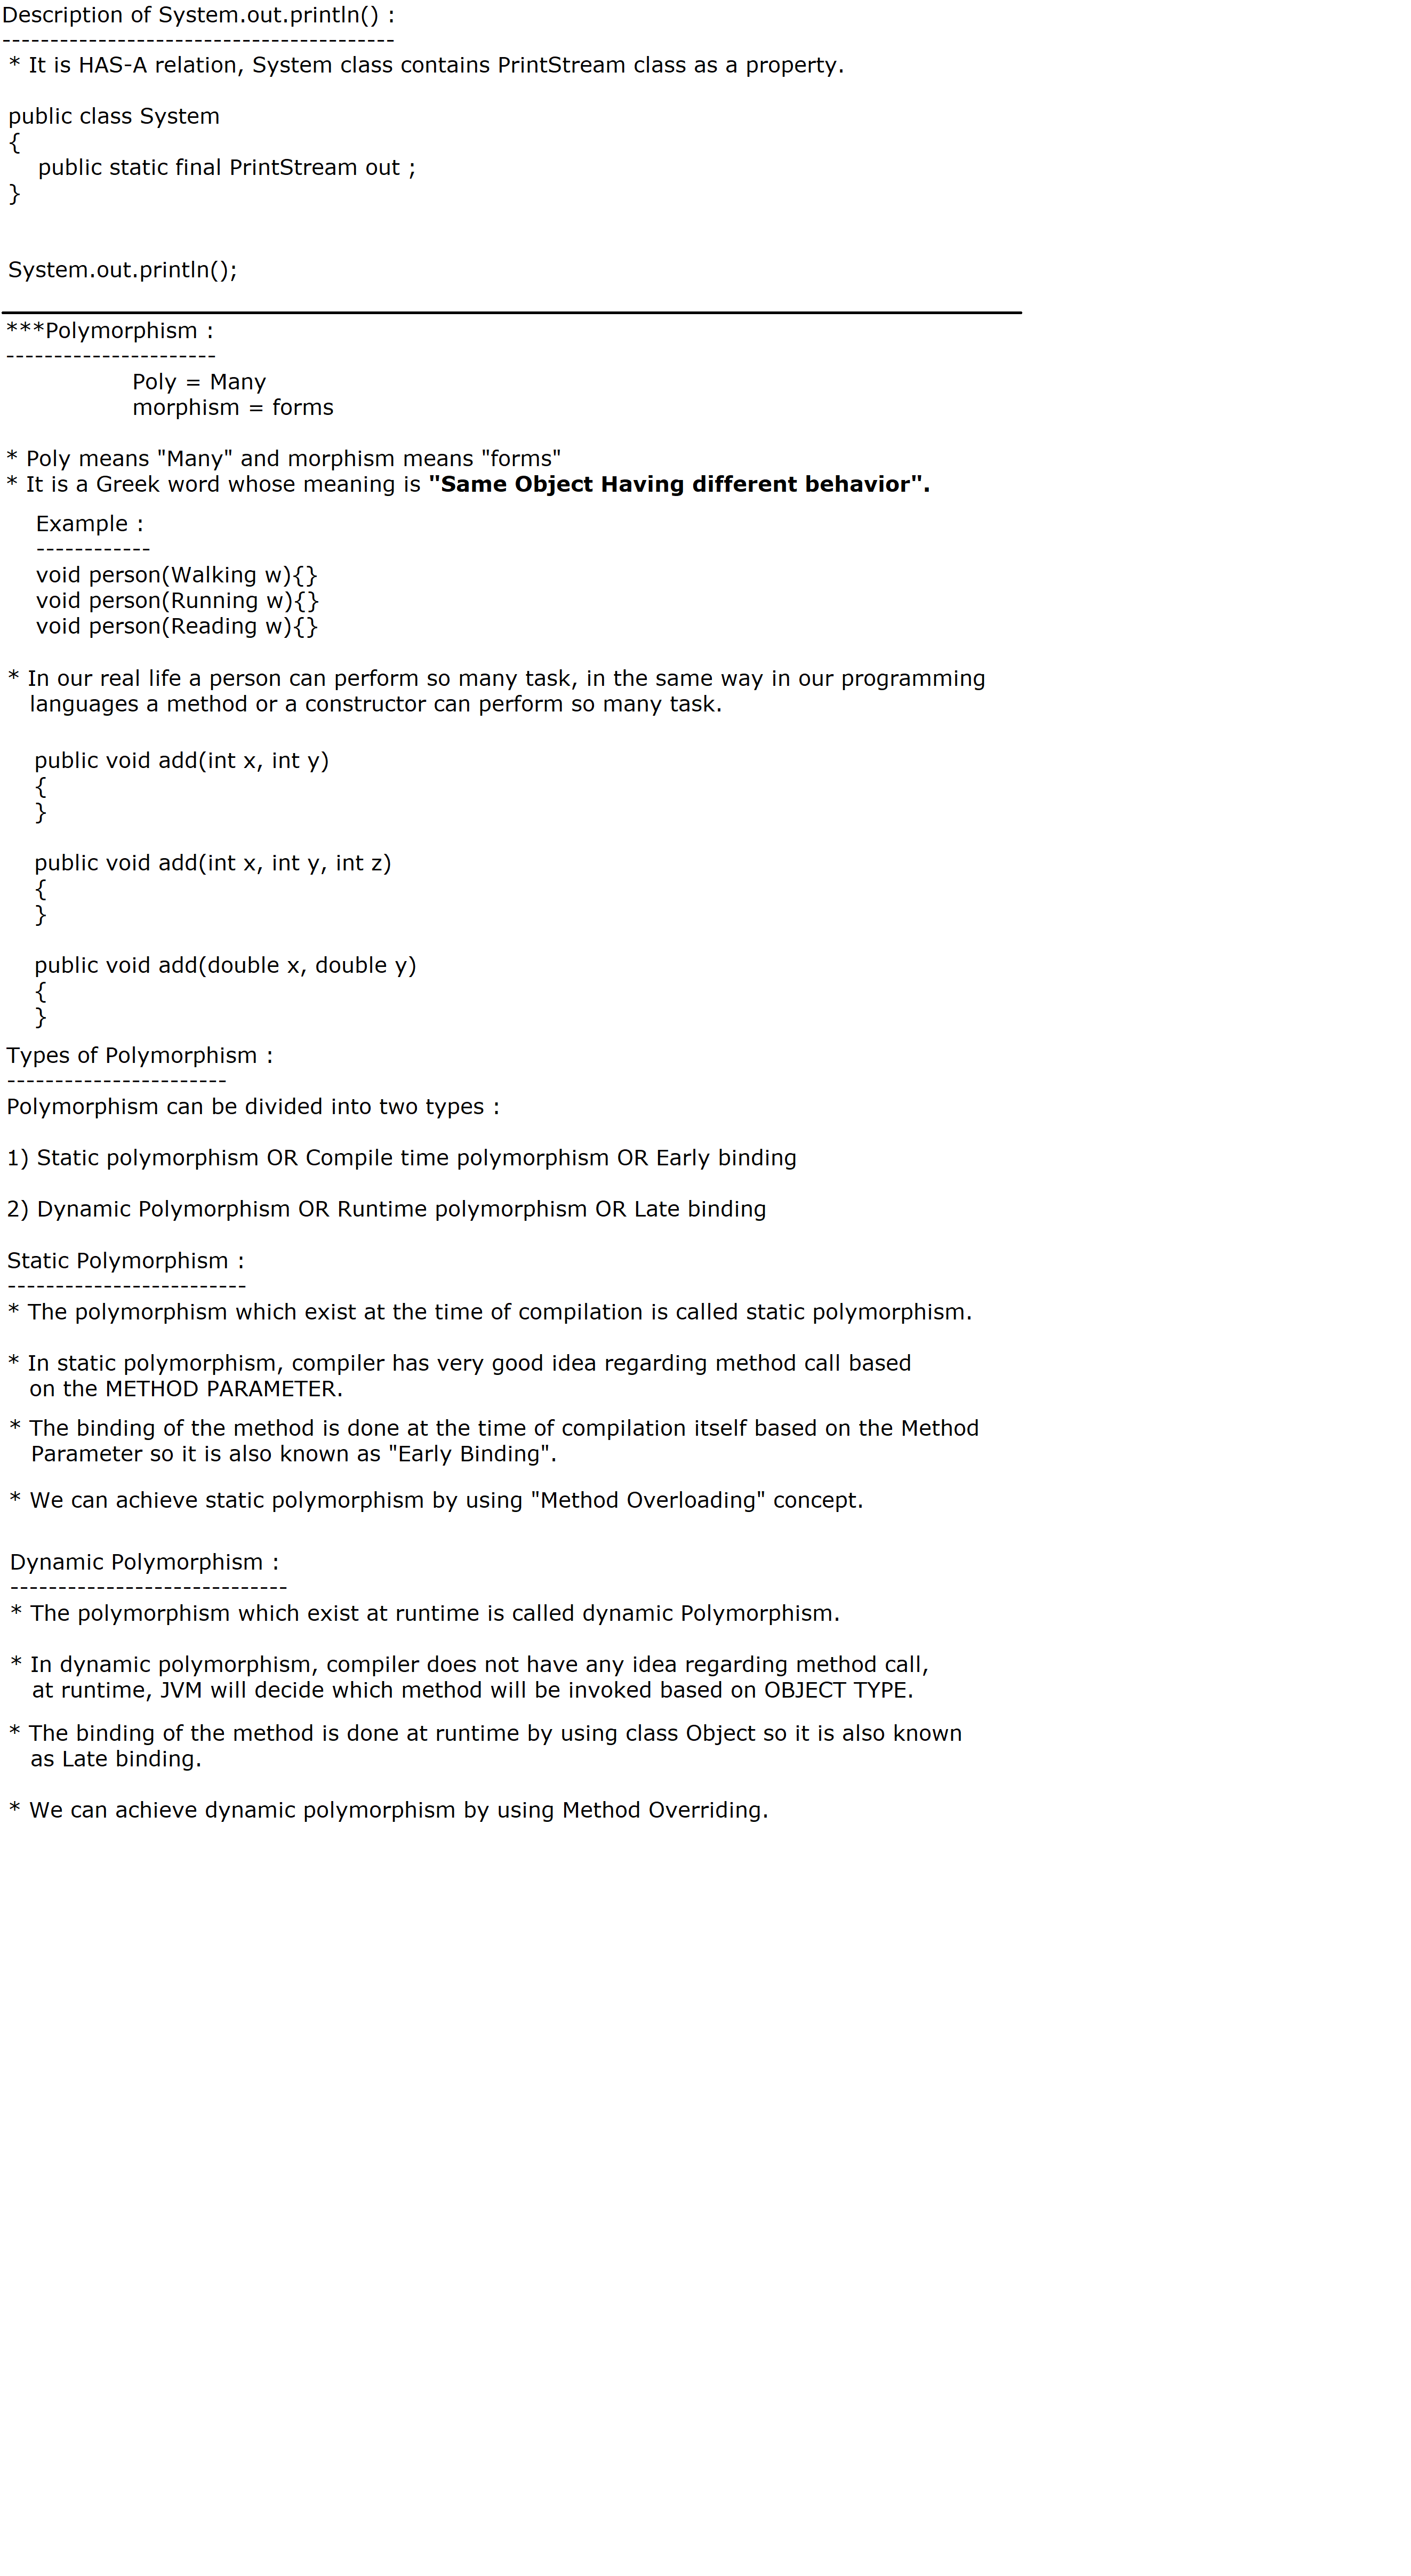 Description of System.out.println() :
-----------------------------------------
* It is HAS-A relation, System class contains PrintStream class as a property.
public class System
{
public static final PrintStream out ;
}
System.out.println();
***Polymorphism :
----------------------
Poly = Many
morphism = forms
* Poly means "Many" and morphism means "forms"
* It is a Greek word whose meaning is "Same Object Having different behavior".
Example :
------------
void person(Walking w){}
void person(Running w){}
void person(Reading w){}
* In our real life a person can perform so many task, in the same way in our programming
languages a method or a constructor can perform so many task.
public void add(int x, int y)
{
}
public void add(int x, int y, int z)
{
}
public void add(double x, double y)
{
}
Types of Polymorphism :
-----------------------
Polymorphism can be divided into two types :
1) Static polymorphism OR Compile time polymorphism OR Early binding
2) Dynamic Polymorphism OR Runtime polymorphism OR Late binding
Static Polymorphism :
-------------------------
* The polymorphism which exist at the time of compilation is called static polymorphism.
* In static polymorphism, compiler has very good idea regarding method call based
on the METHOD PARAMETER.
* The binding of the method is done at the time of compilation itself based on the Method
Parameter so it is also known as "Early Binding".
* We can achieve static polymorphism by using "Method Overloading" concept.
Dynamic Polymorphism :
-----------------------------
* The polymorphism which exist at runtime is called dynamic Polymorphism.
* In dynamic polymorphism, compiler does not have any idea regarding method call,
at runtime, JVM will decide which method will be invoked based on OBJECT TYPE.
* The binding of the method is done at runtime by using class Object so it is also known
as Late binding.
* We can achieve dynamic polymorphism by using Method Overriding.